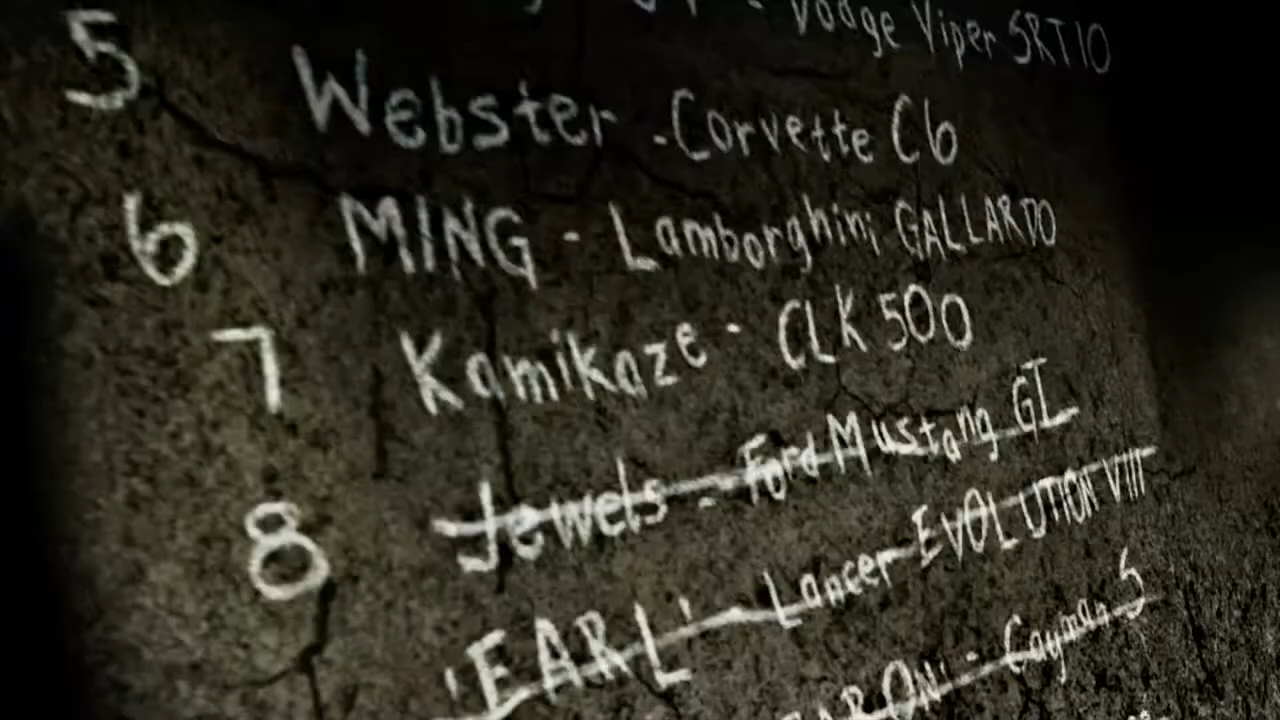 Dodge Viper SRT10
5 Webster - Corvette C6
6 MING - Lamborghini GALLARDO
7 Kamikaze - CLK 500
8 Jewels - Ford Mustang GT
'EARL' - Lancer EVOLUTION VIII
- Cayman S